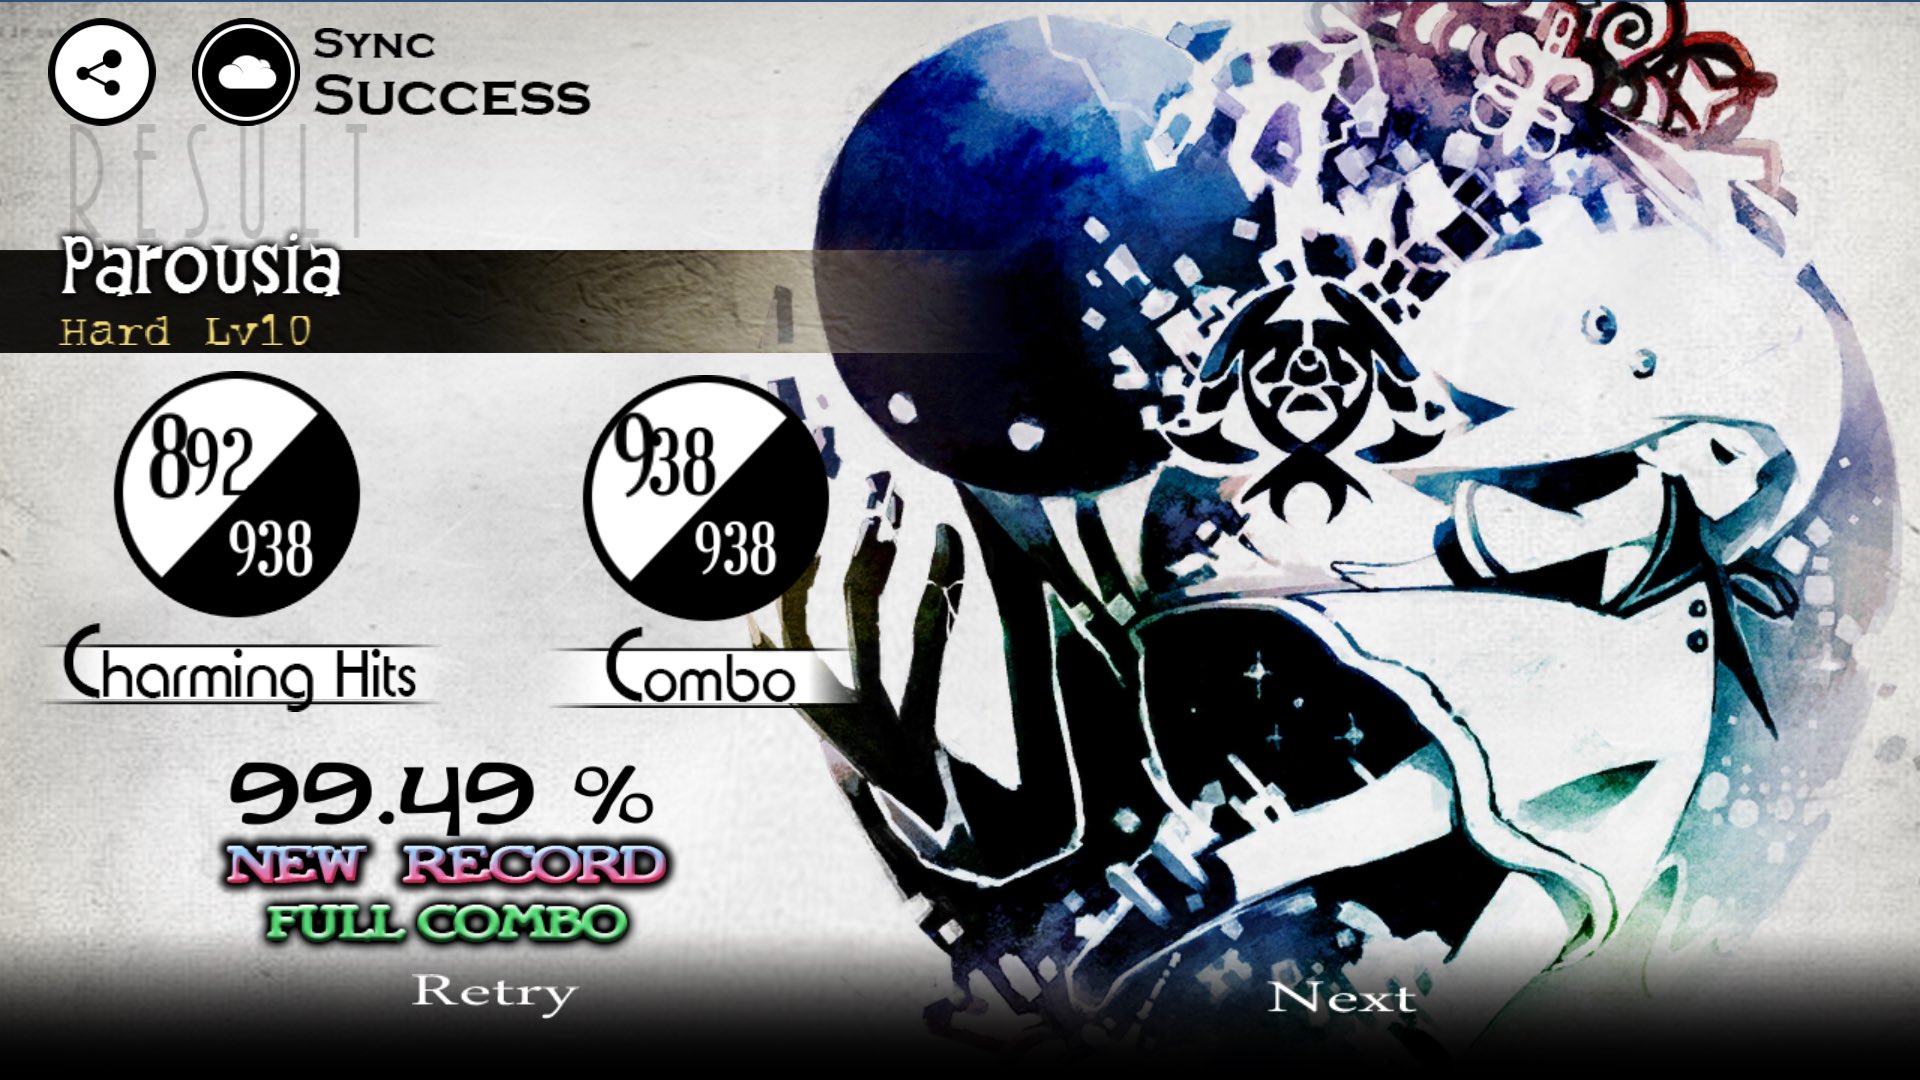 Sync
Success
RESULT
Parousia
Hard Lv10
892
938
Charming Hits
938
938
Combo
99.49 %
NEW RECORD
FULL COMBO
Retry
Next